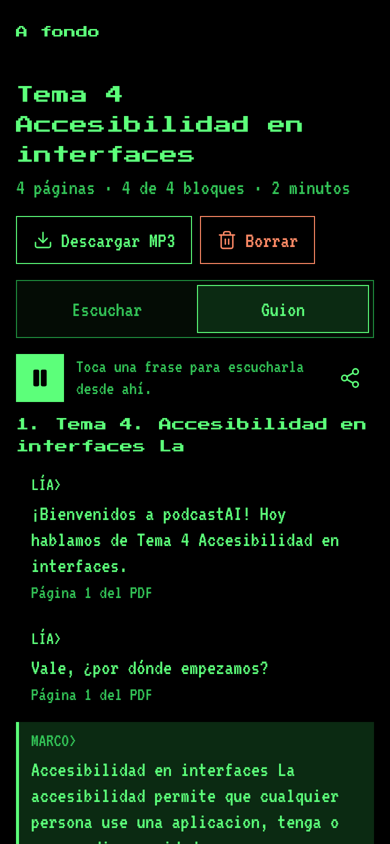 A fondo
Tema 4
Accesibilidad en
interfaces
4 páginas · 4 de 4 bloques · 2 minutos
Descargar MP3
Borrar
Escuchar
Guion
Toca una frase para escucharla
desde ahí.
1. Tema 4. Accesibilidad en
interfaces La
LÍA>
¡Bienvenidos a podcastAI! Hoy
hablamos de Tema 4 Accesibilidad en
interfaces.
Página 1 del PDF
LÍA>
Vale, ¿por dónde empezamos?
Página 1 del PDF
MARCO>
Accesibilidad en interfaces La
accesibilidad permite que cualquier
persona use una aplicacion, tenga o